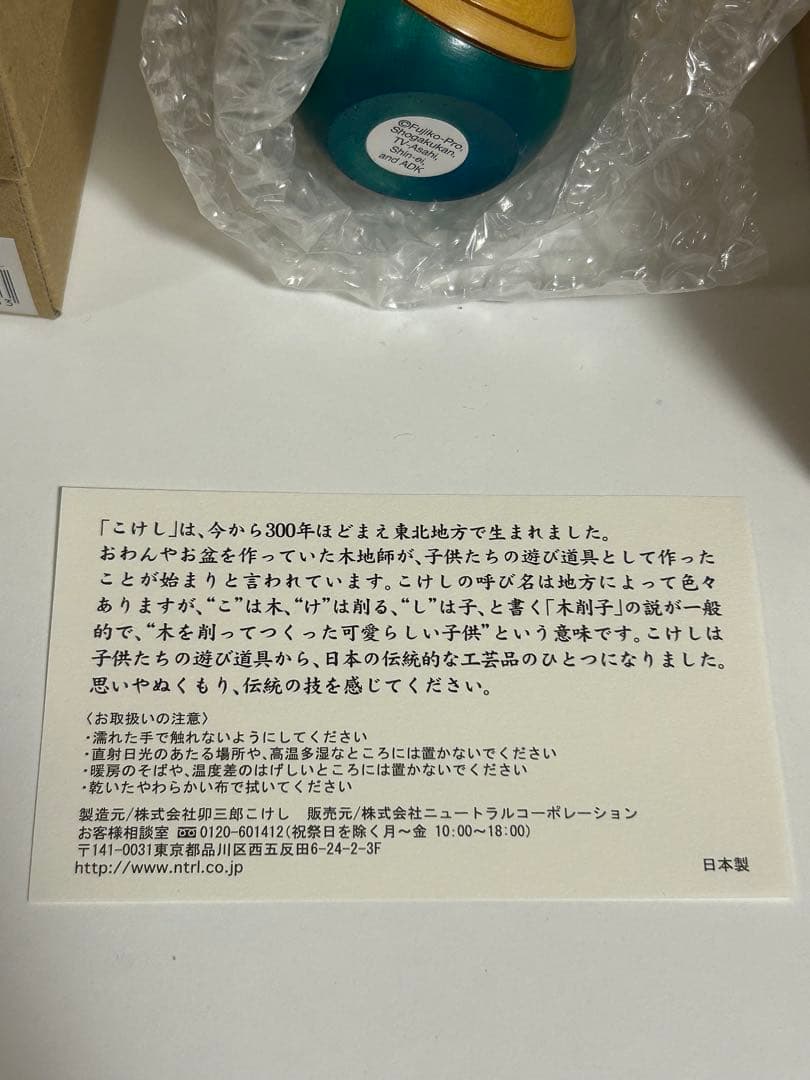 ©Fujiko-Pro,
Shogakukan,
TV-Asahi,
Shin-ei,
and ADK
「こけし」は、今から300年ほどまえ東北地方で生まれました。
おわんやお盆を作っていた木地師が、子供たちの遊び道具として作った
ことが始まりと言われています。こけしの呼び名は地方によって色々
ありますが、“こ”は木、“け”は削る、“し”は子、と書く「木削子」の説が一般
的で、“木を削ってつくった可愛らしい子供”という意味です。こけしは
子供たちの遊び道具から、日本の伝統的な工芸品のひとつになりました。
思いやぬくもり、伝統の技を感じてください。
〈お取扱いの注意〉
・濡れた手で触れないようにしてください
・直射日光のあたる場所や、高温多湿なところには置かないでください
・暖房のそばや、温度差のはげしいところには置かないでください
・乾いたやわらかい布で拭いてください
製造元/株式会社卯三郎こけし 販売元/株式会社ニュートラルコーポレーション
お客様相談室 0120-601412(祝祭日を除く月〜金 10:00〜18:00)
〒141-0031東京都品川区西五反田6-24-2-3F
http://www.ntrl.co.jp
日本製